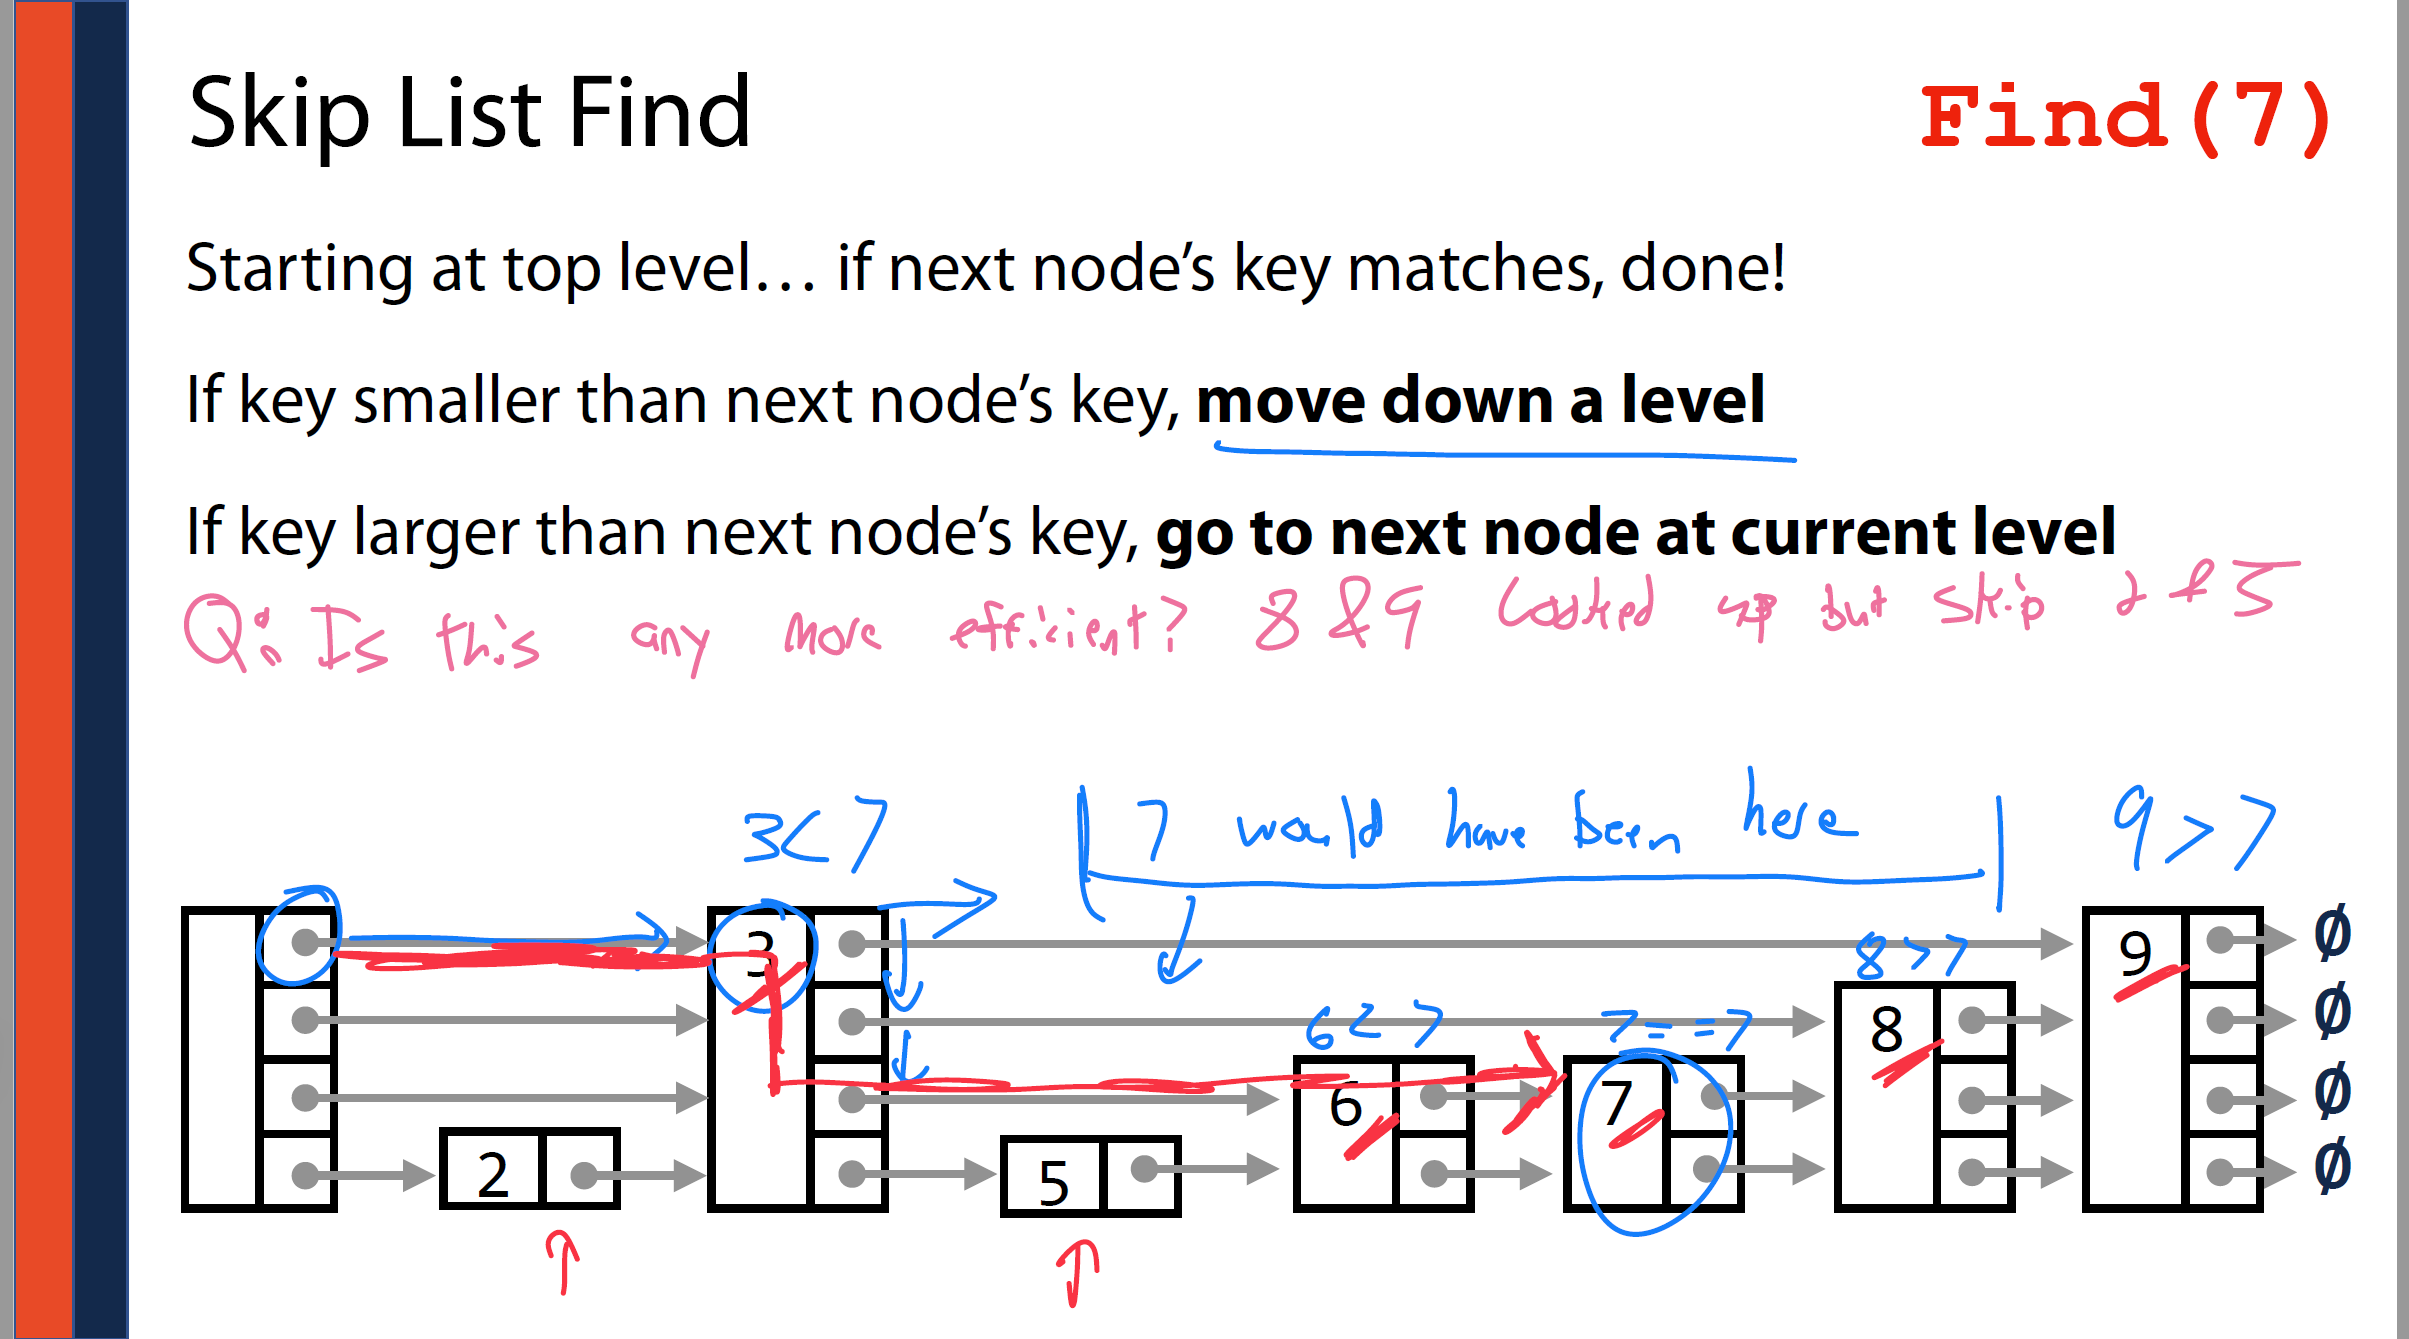 Skip List Find
Find(7)
Starting at top level… if next node’s key matches, done!
If key smaller than next node’s key, move down a level
If key larger than next node’s key, go to next node at current level
Q: Is this any more efficient? 8 & 9 looked up but skip 2 & 5
3<7
7 would have been here
9>7
8>7
6<7
7==7
3
9
∅
8
∅
6
7
∅
2
5
∅